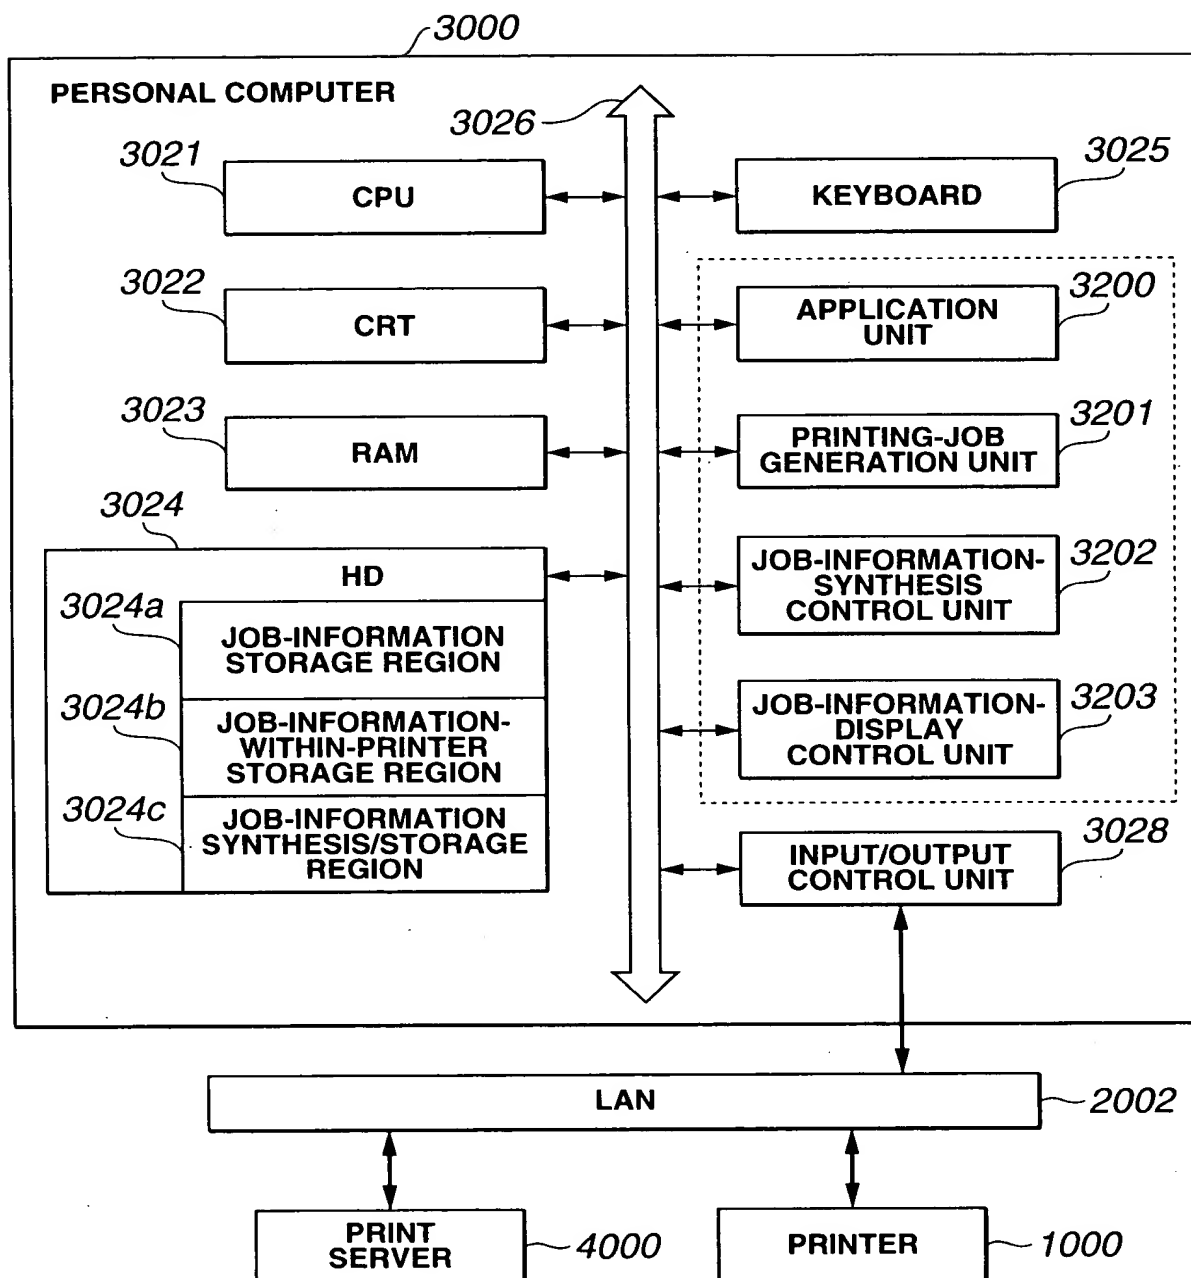 3000
PERSONAL COMPUTER
3026
3021
CPU
3025
KEYBOARD
3022
CRT
3200
APPLICATION
UNIT
3023
RAM
3201
PRINTING-JOB
GENERATION UNIT
3024
HD
3202
JOB-INFORMATION-
SYNTHESIS
CONTROL UNIT
3024a
JOB-INFORMATION
STORAGE REGION
3024b
JOB-INFORMATION-
WITHIN-PRINTER
STORAGE REGION
3203
JOB-INFORMATION-
DISPLAY
CONTROL UNIT
3024c
JOB-INFORMATION
SYNTHESIS/STORAGE
REGION
3028
INPUT/OUTPUT
CONTROL UNIT
LAN
2002
PRINT
SERVER
4000
PRINTER
1000